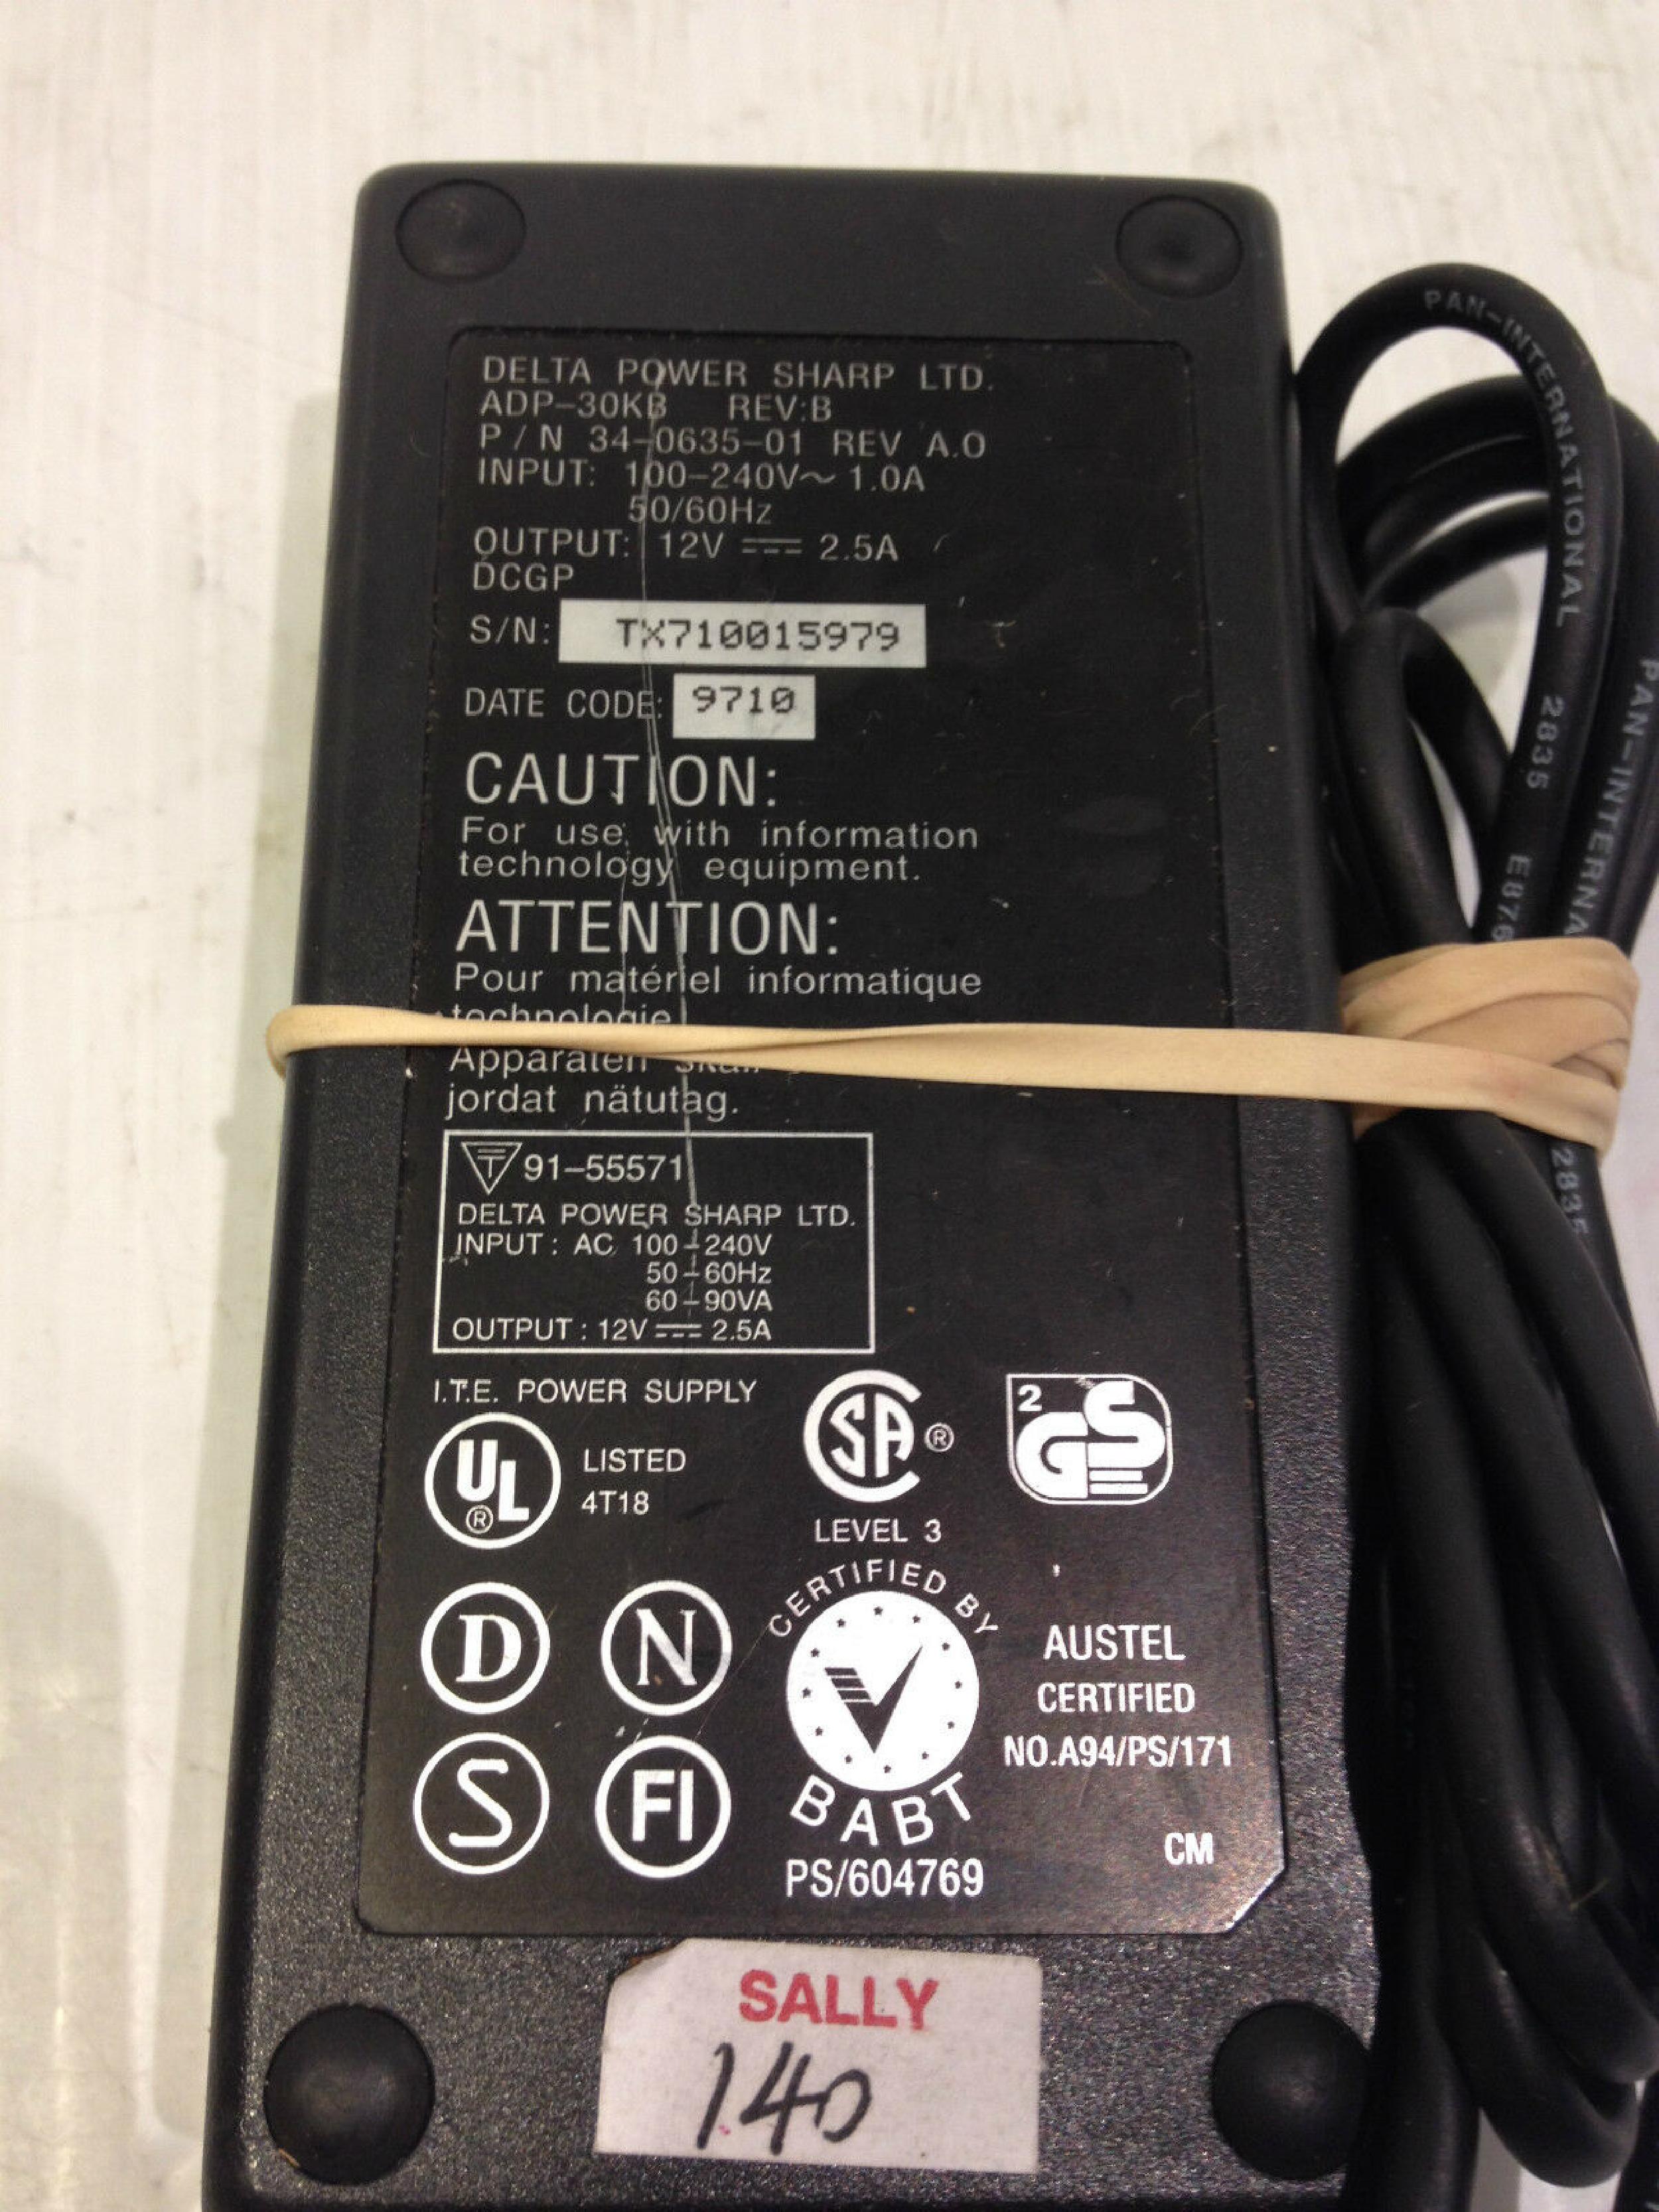 DELTA POWER SHARP LTD.
ADP-30KB REV:B
P/N 34-0635-01 REV A.0
INPUT: 100-240V~ 1.0A
50/60Hz
OUTPUT: 12V ⎓ 2.5A
DCGP
S/N: TX710015979
DATE CODE: 9710
CAUTION:
For use with information
technology equipment.
ATTENTION:
Pour matériel informatique
technologie
Apparaten
jordat nätutag.
T 91-55571
DELTA POWER SHARP LTD.
INPUT : AC 100-240V
50-60Hz
60-90VA
OUTPUT : 12V ⎓ 2.5A
I.T.E. POWER SUPPLY
UL® LISTED
4T18
SA®
LEVEL 3
2 GS
D N
S FI
CERTIFIED BY
BABT
PS/604769
AUSTEL
CERTIFIED
NO.A94/PS/171
CM
SALLY
140
PAN-INTERNATIONAL 2835
PAN-INTERNA
2835